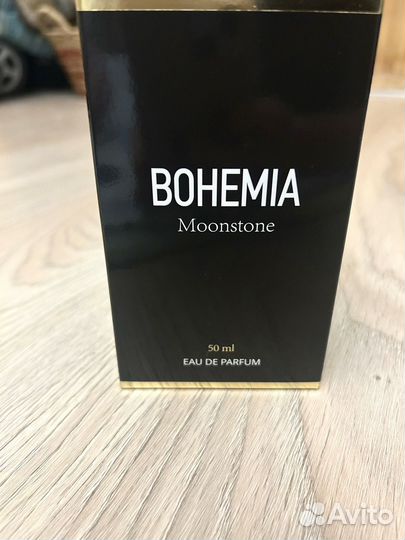 BOHEMIA
Moonstone
50 ml
EAU DE PARFUM
Avito